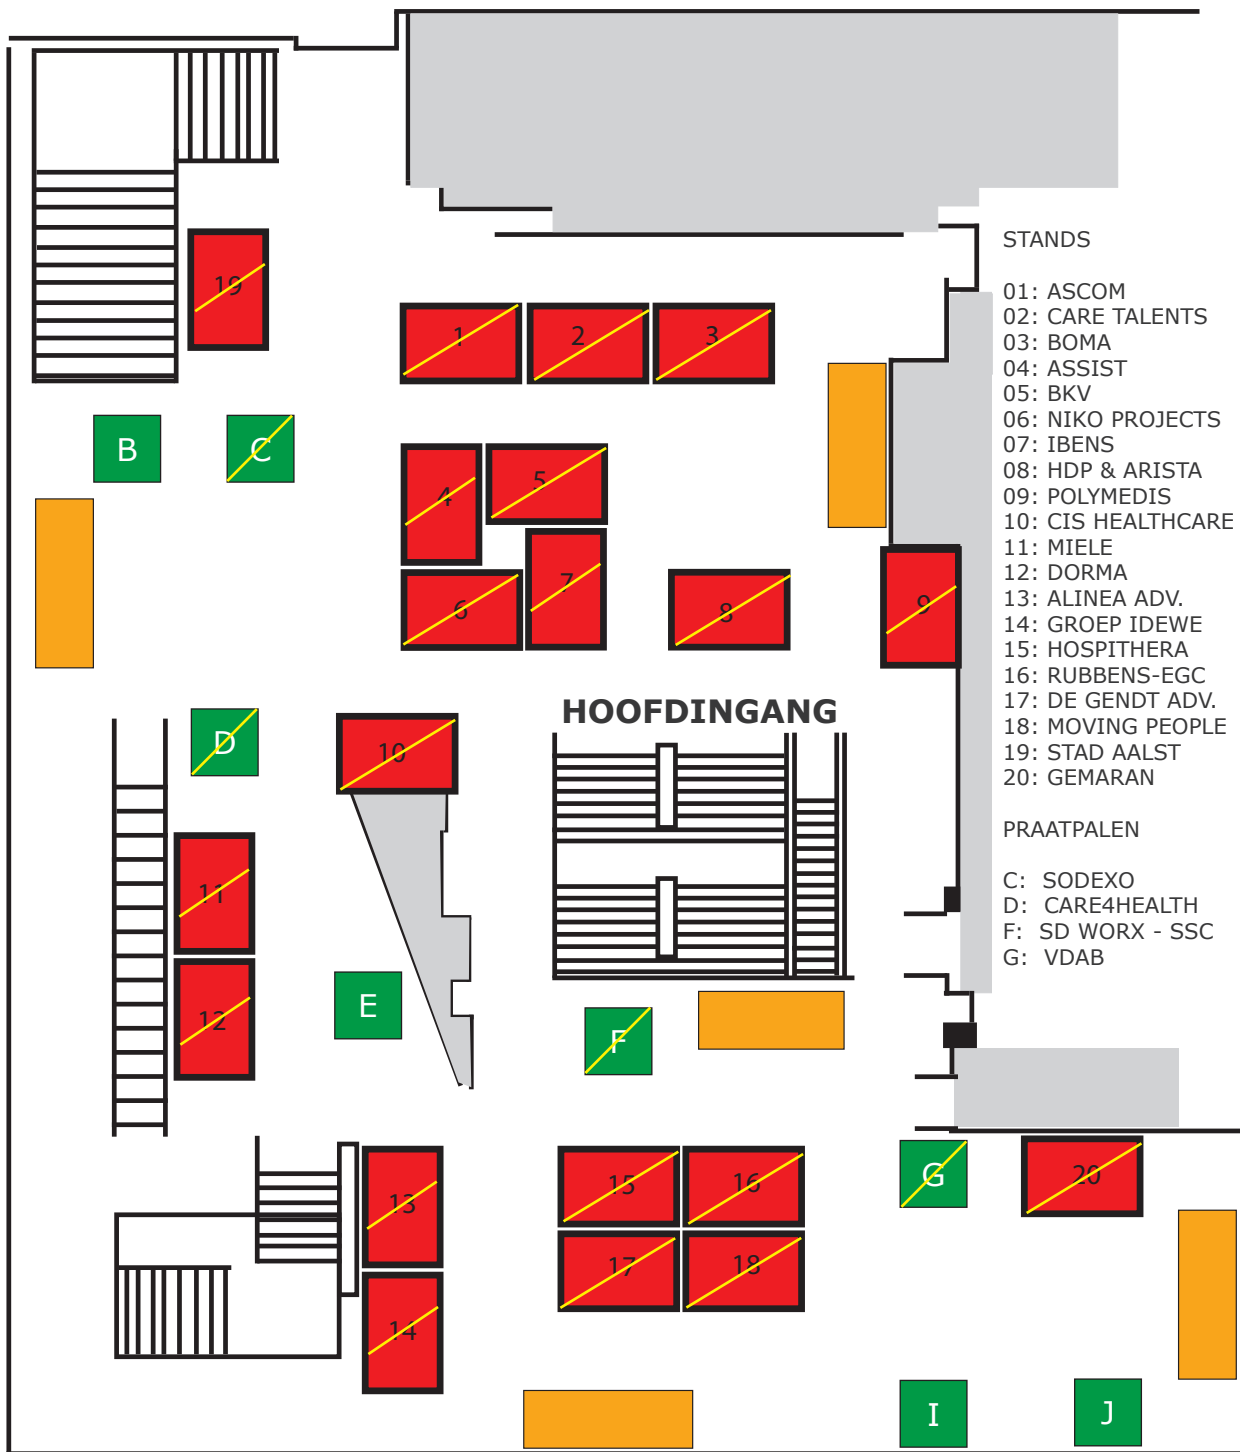 STANDS
19
01: ASCOM
1
2
3
02: CARE TALENTS
03: BOMA
04: ASSIST
05: BKV
B
C
06: NIKO PROJECTS
07: IBENS
4
5
08: HDP & ARISTA
09: POLYMEDIS
10: CIS HEALTHCARE
11: MIELE
12: DORMA
6
7
8
9
13: ALINEA ADV.
14: GROEP IDEWE
15: HOSPITHERA
16: RUBBENS-EGC
17: DE GENDT ADV.
HOOFDINGANG
18: MOVING PEOPLE
D
10
19: STAD AALST
20: GEMARAN
PRAATPALEN
11
C: SODEXO
D: CARE4HEALTH
F: SD WORX - SSC
G: VDAB
12
E
F
13
15
16
G
20
17
18
14
I
J